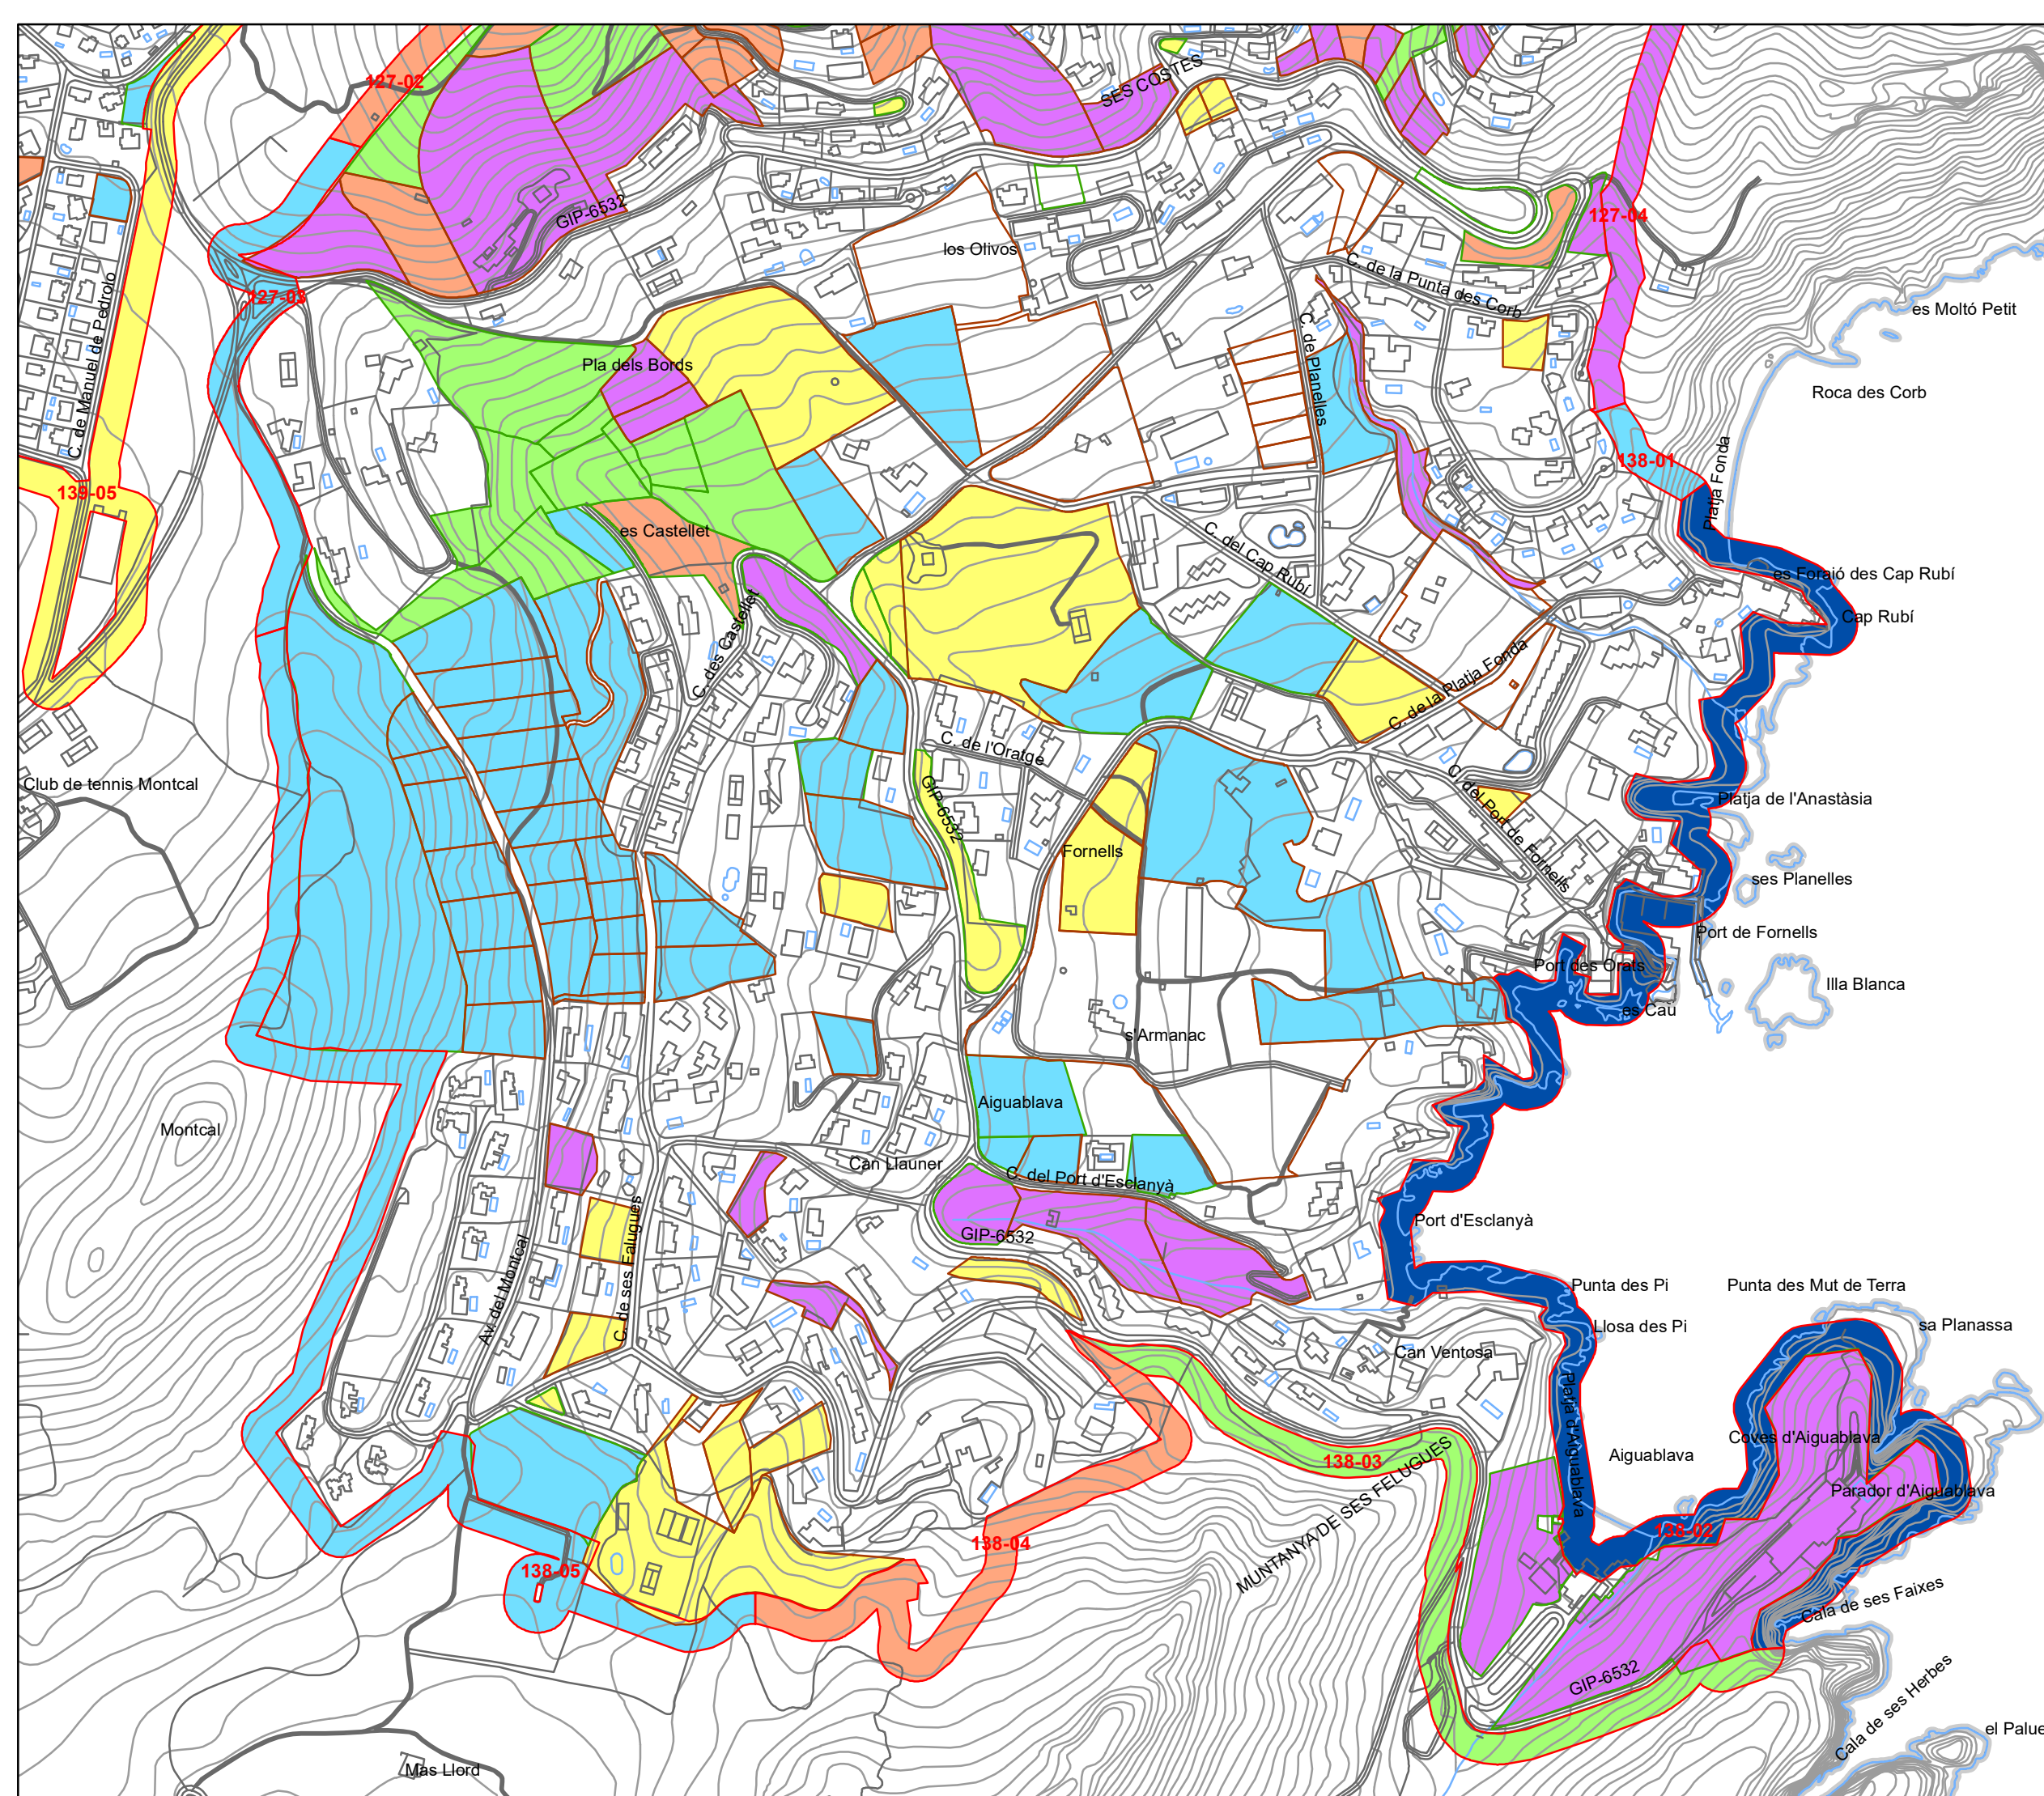 127-02
SES COSTES
GIP-6532
127-04
los Olivos
C. de la Punta des Corb
127-03
es Moltó Petit
C. de Manuel de Pedrolo
Pla dels Bords
C. de Planelles
Roca des Corb
138-01
139-05
Platja Fonda
es Castellet
C. del Cap Rubí
es Foraió des Cap Rubí
Cap Rubí
C. des Castellet
C. de la Platja Fonda
C. de l'Oratge
Club de tennis Montcal
GIP-6532
C. del Port de Fornells
Platja de l'Anastàsia
Fornells
ses Planelles
Port de Fornells
Port des Orats
Illa Blanca
es Caü
s'Armanac
Aiguablava
Montcal
Can Llauner
C. del Port d'Esclanyà
GIP-6532
Port d'Esclanyà
C. de ses Falugues
Av. del Montcal
Punta des Pi
Punta des Mut de Terra
Llosa des Pi
sa Planassa
Can Ventosa
Platja d'Aiguablava
Coves d'Aiguablava
Aiguablava
138-03
MUNTANYA DE SES FELUGUES
Parador d'Aiguablava
138-02
138-04
138-05
Cala de ses Faixes
GIP-6532
Cala de ses Herbes
el Palue
Mas Llord